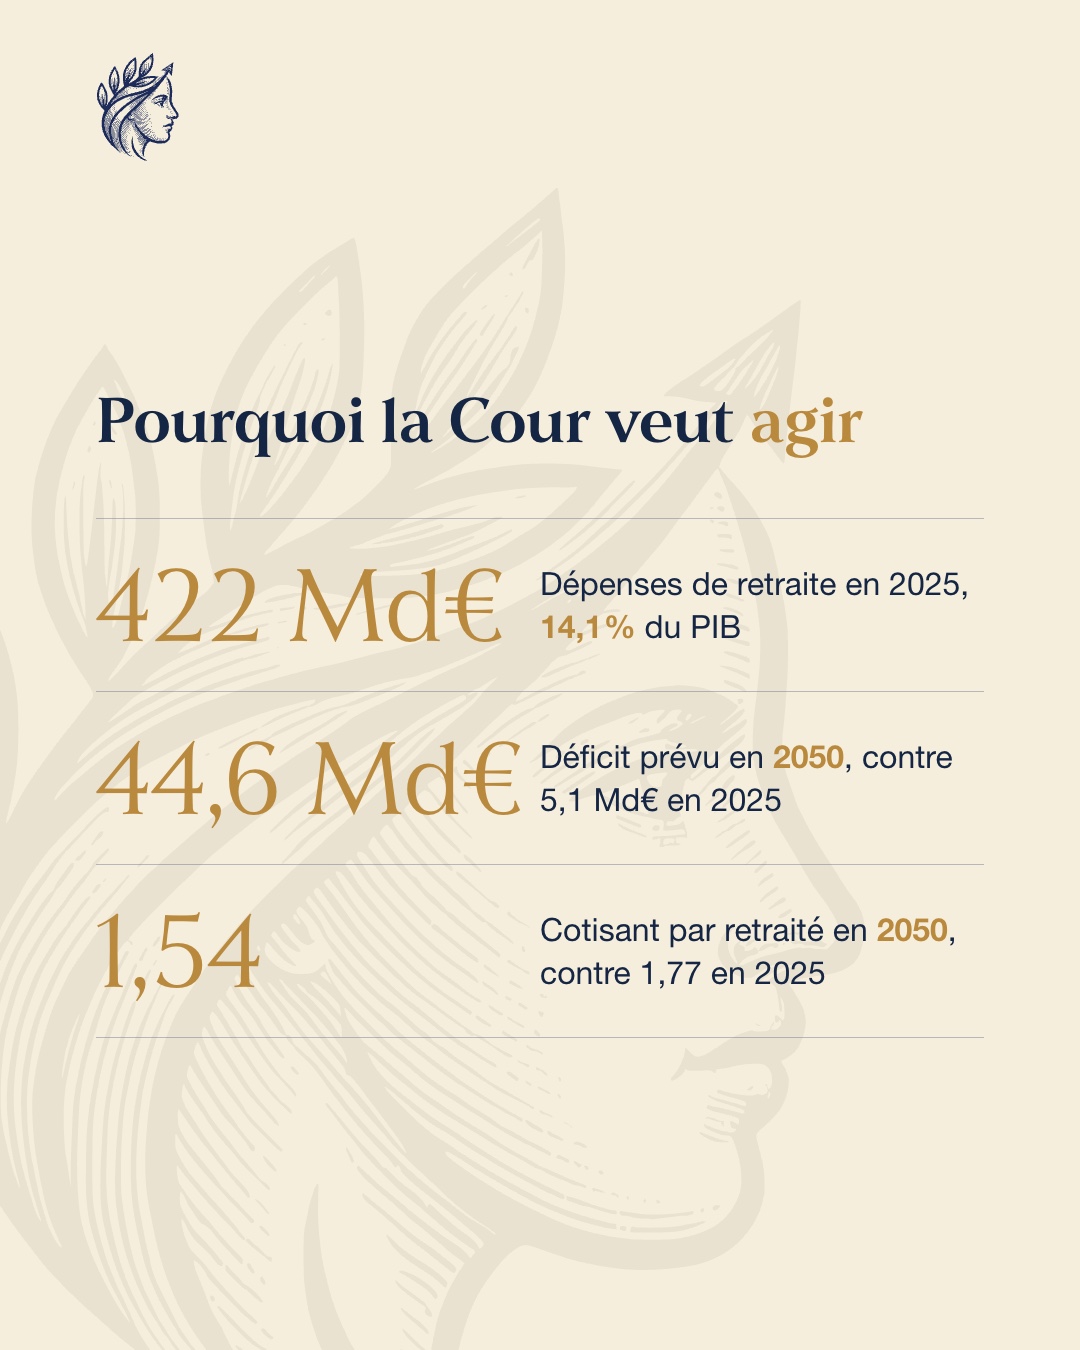 Pourquoi la Cour veut agir
422 Md€
Dépenses de retraite en 2025,
14,1% du PIB
44,6 Md€
Déficit prévu en 2050, contre
5,1 Md€ en 2025
1,54
Cotisant par retraité en 2050,
contre 1,77 en 2025